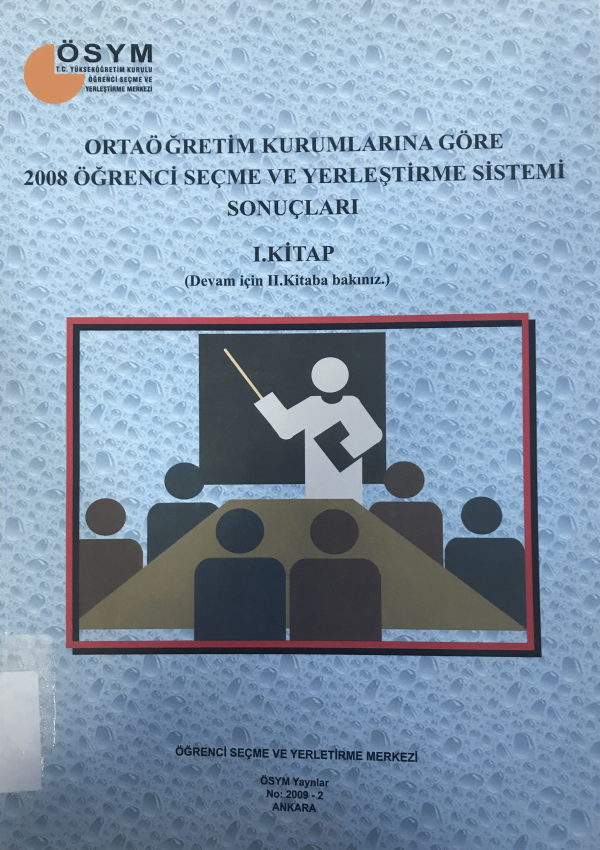 ÖSYM
T.C. YÜKSEKÖĞRETİM KURULU
ÖĞRENCİ SEÇME VE
YERLEŞTİRME MERKEZİ
ORTAÖĞRETİM KURUMLARINA GÖRE
2008 ÖĞRENCİ SEÇME VE YERLEŞTİRME SİSTEMİ
SONUÇLARI
I.KİTAP
(Devam için II.Kitaba bakınız.)
ÖĞRENCİ SEÇME VE YERLETİRME MERKEZİ
ÖSYM Yayınlar
No: 2009 - 2
ANKARA